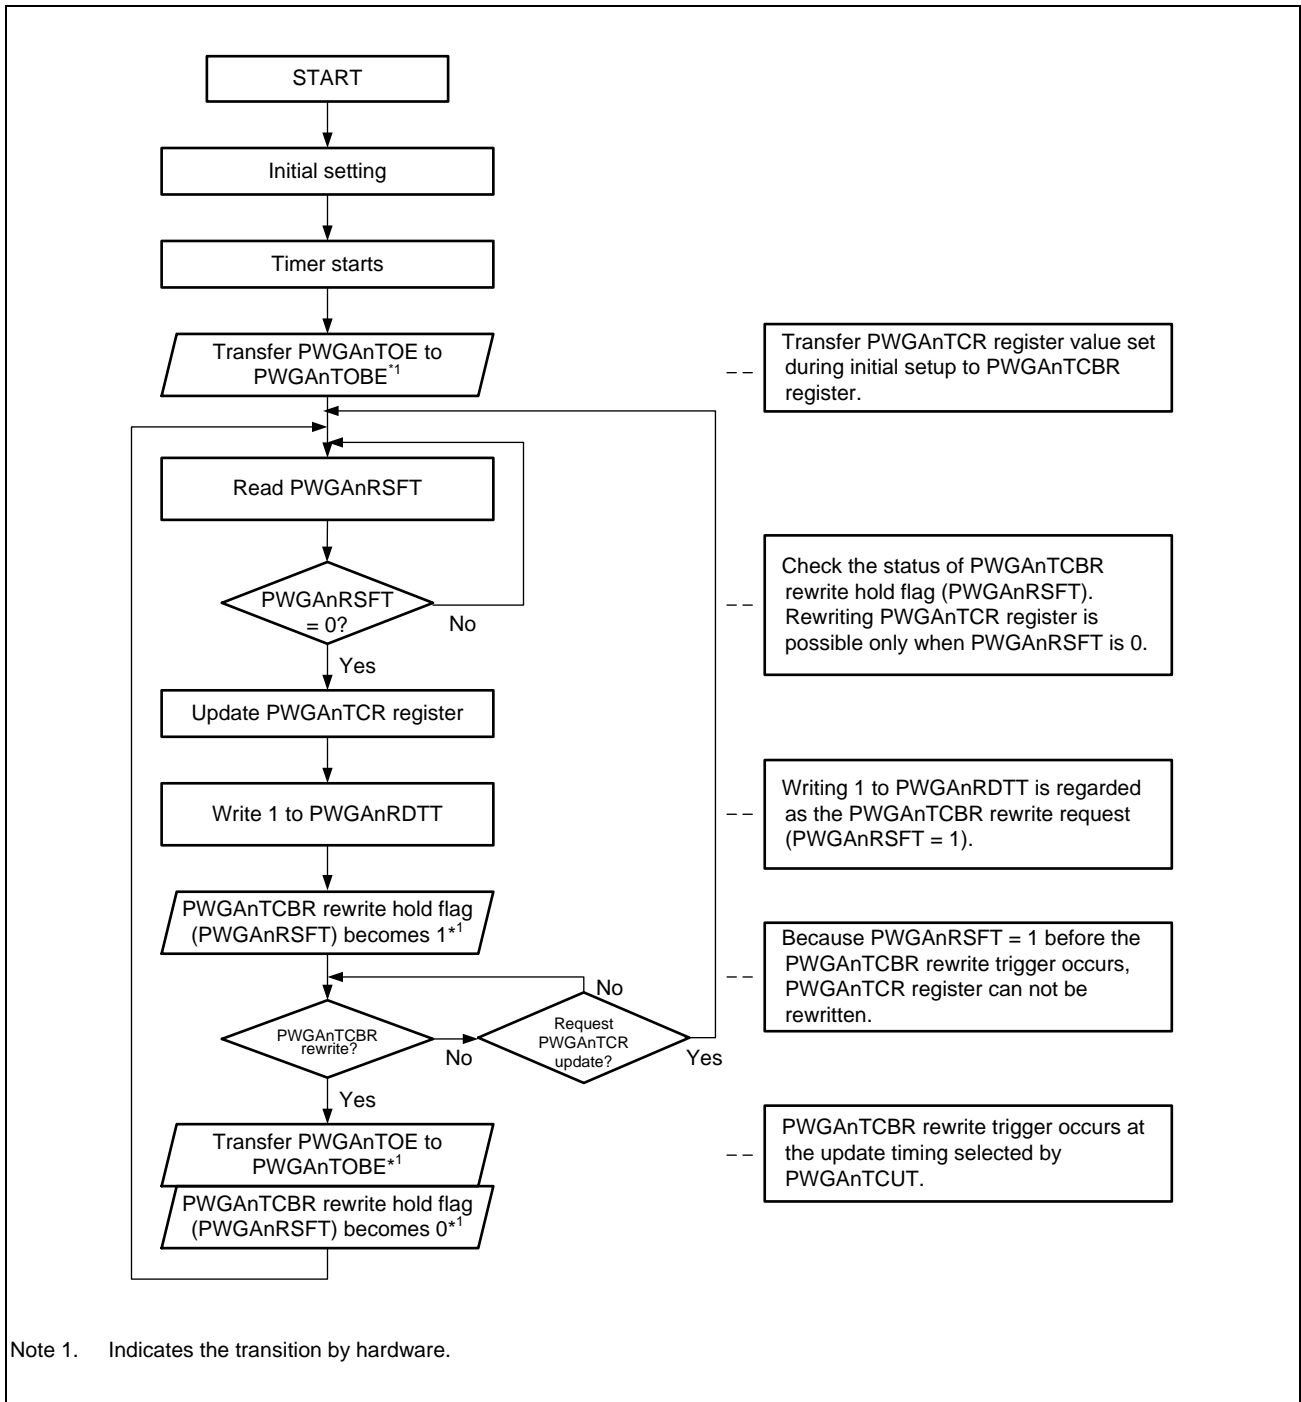 START
Initial setting
Timer starts
Transfer PWGAnTOE to
PWGAnTOBE*1
Transfer PWGAnTCR register value set
during initial setup to PWGAnTCBR
register.
Read PWGAnRSFT
PWGAnRSFT
= 0?
No
Yes
Check the status of PWGAnTCBR
rewrite hold flag (PWGAnRSFT).
Rewriting PWGAnTCR register is
possible only when PWGAnRSFT is 0.
Update PWGAnTCR register
Write 1 to PWGAnRDTT
Writing 1 to PWGAnRDTT is regarded
as the PWGAnTCBR rewrite request
(PWGAnRSFT = 1).
PWGAnTCBR rewrite hold flag
(PWGAnRSFT) becomes 1*1
Because PWGAnRSFT = 1 before the
PWGAnTCBR rewrite trigger occurs,
PWGAnTCR register can not be
rewritten.
PWGAnTCBR
rewrite?
No
Yes
No
Request
PWGAnTCR
update?
Yes
Transfer PWGAnTOE to
PWGAnTOBE*1
PWGAnTCBR rewrite hold flag
(PWGAnRSFT) becomes 0*1
PWGAnTCBR rewrite trigger occurs at
the update timing selected by
PWGAnTCUT.
Note 1. Indicates the transition by hardware.